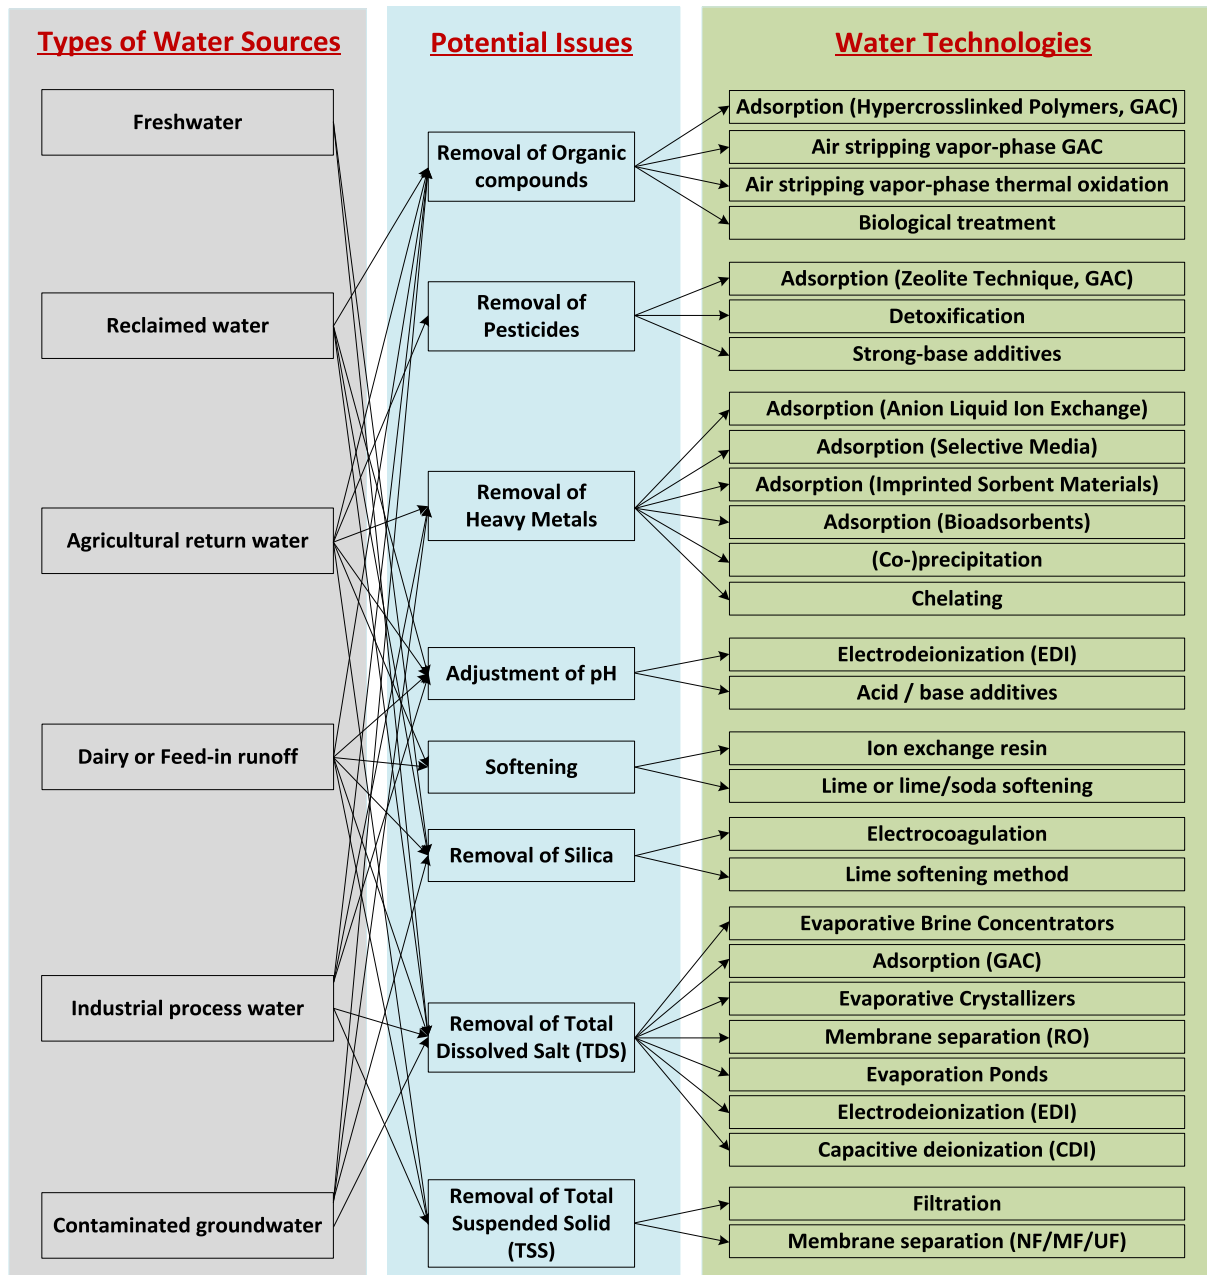 Types of Water Sources
Freshwater
Reclaimed water
Agricultural return water
Dairy or Feed-in runoff
Industrial process water
Contaminated groundwater
Potential Issues
Removal of Organic
compounds
Removal of
Pesticides
Removal of
Heavy Metals
Adjustment of pH
Softening
Removal of Silica
Removal of Total
Dissolved Salt (TDS)
Removal of Total
Suspended Solid
(TSS)
Water Technologies
Adsorption (Hypercrosslinked Polymers, GAC)
Air stripping vapor-phase GAC
Air stripping vapor-phase thermal oxidation
Biological treatment
Adsorption (Zeolite Technique, GAC)
Detoxification
Strong-base additives
Adsorption (Anion Liquid Ion Exchange)
Adsorption (Selective Media)
Adsorption (Imprinted Sorbent Materials)
Adsorption (Bioadsorbents)
(Co-)precipitation
Chelating
Electrodeionization (EDI)
Acid / base additives
Ion exchange resin
Lime or lime/soda softening
Electrocoagulation
Lime softening method
Evaporative Brine Concentrators
Adsorption (GAC)
Evaporative Crystallizers
Membrane separation (RO)
Evaporation Ponds
Electrodeionization (EDI)
Capacitive deionization (CDI)
Filtration
Membrane separation (NF/MF/UF)